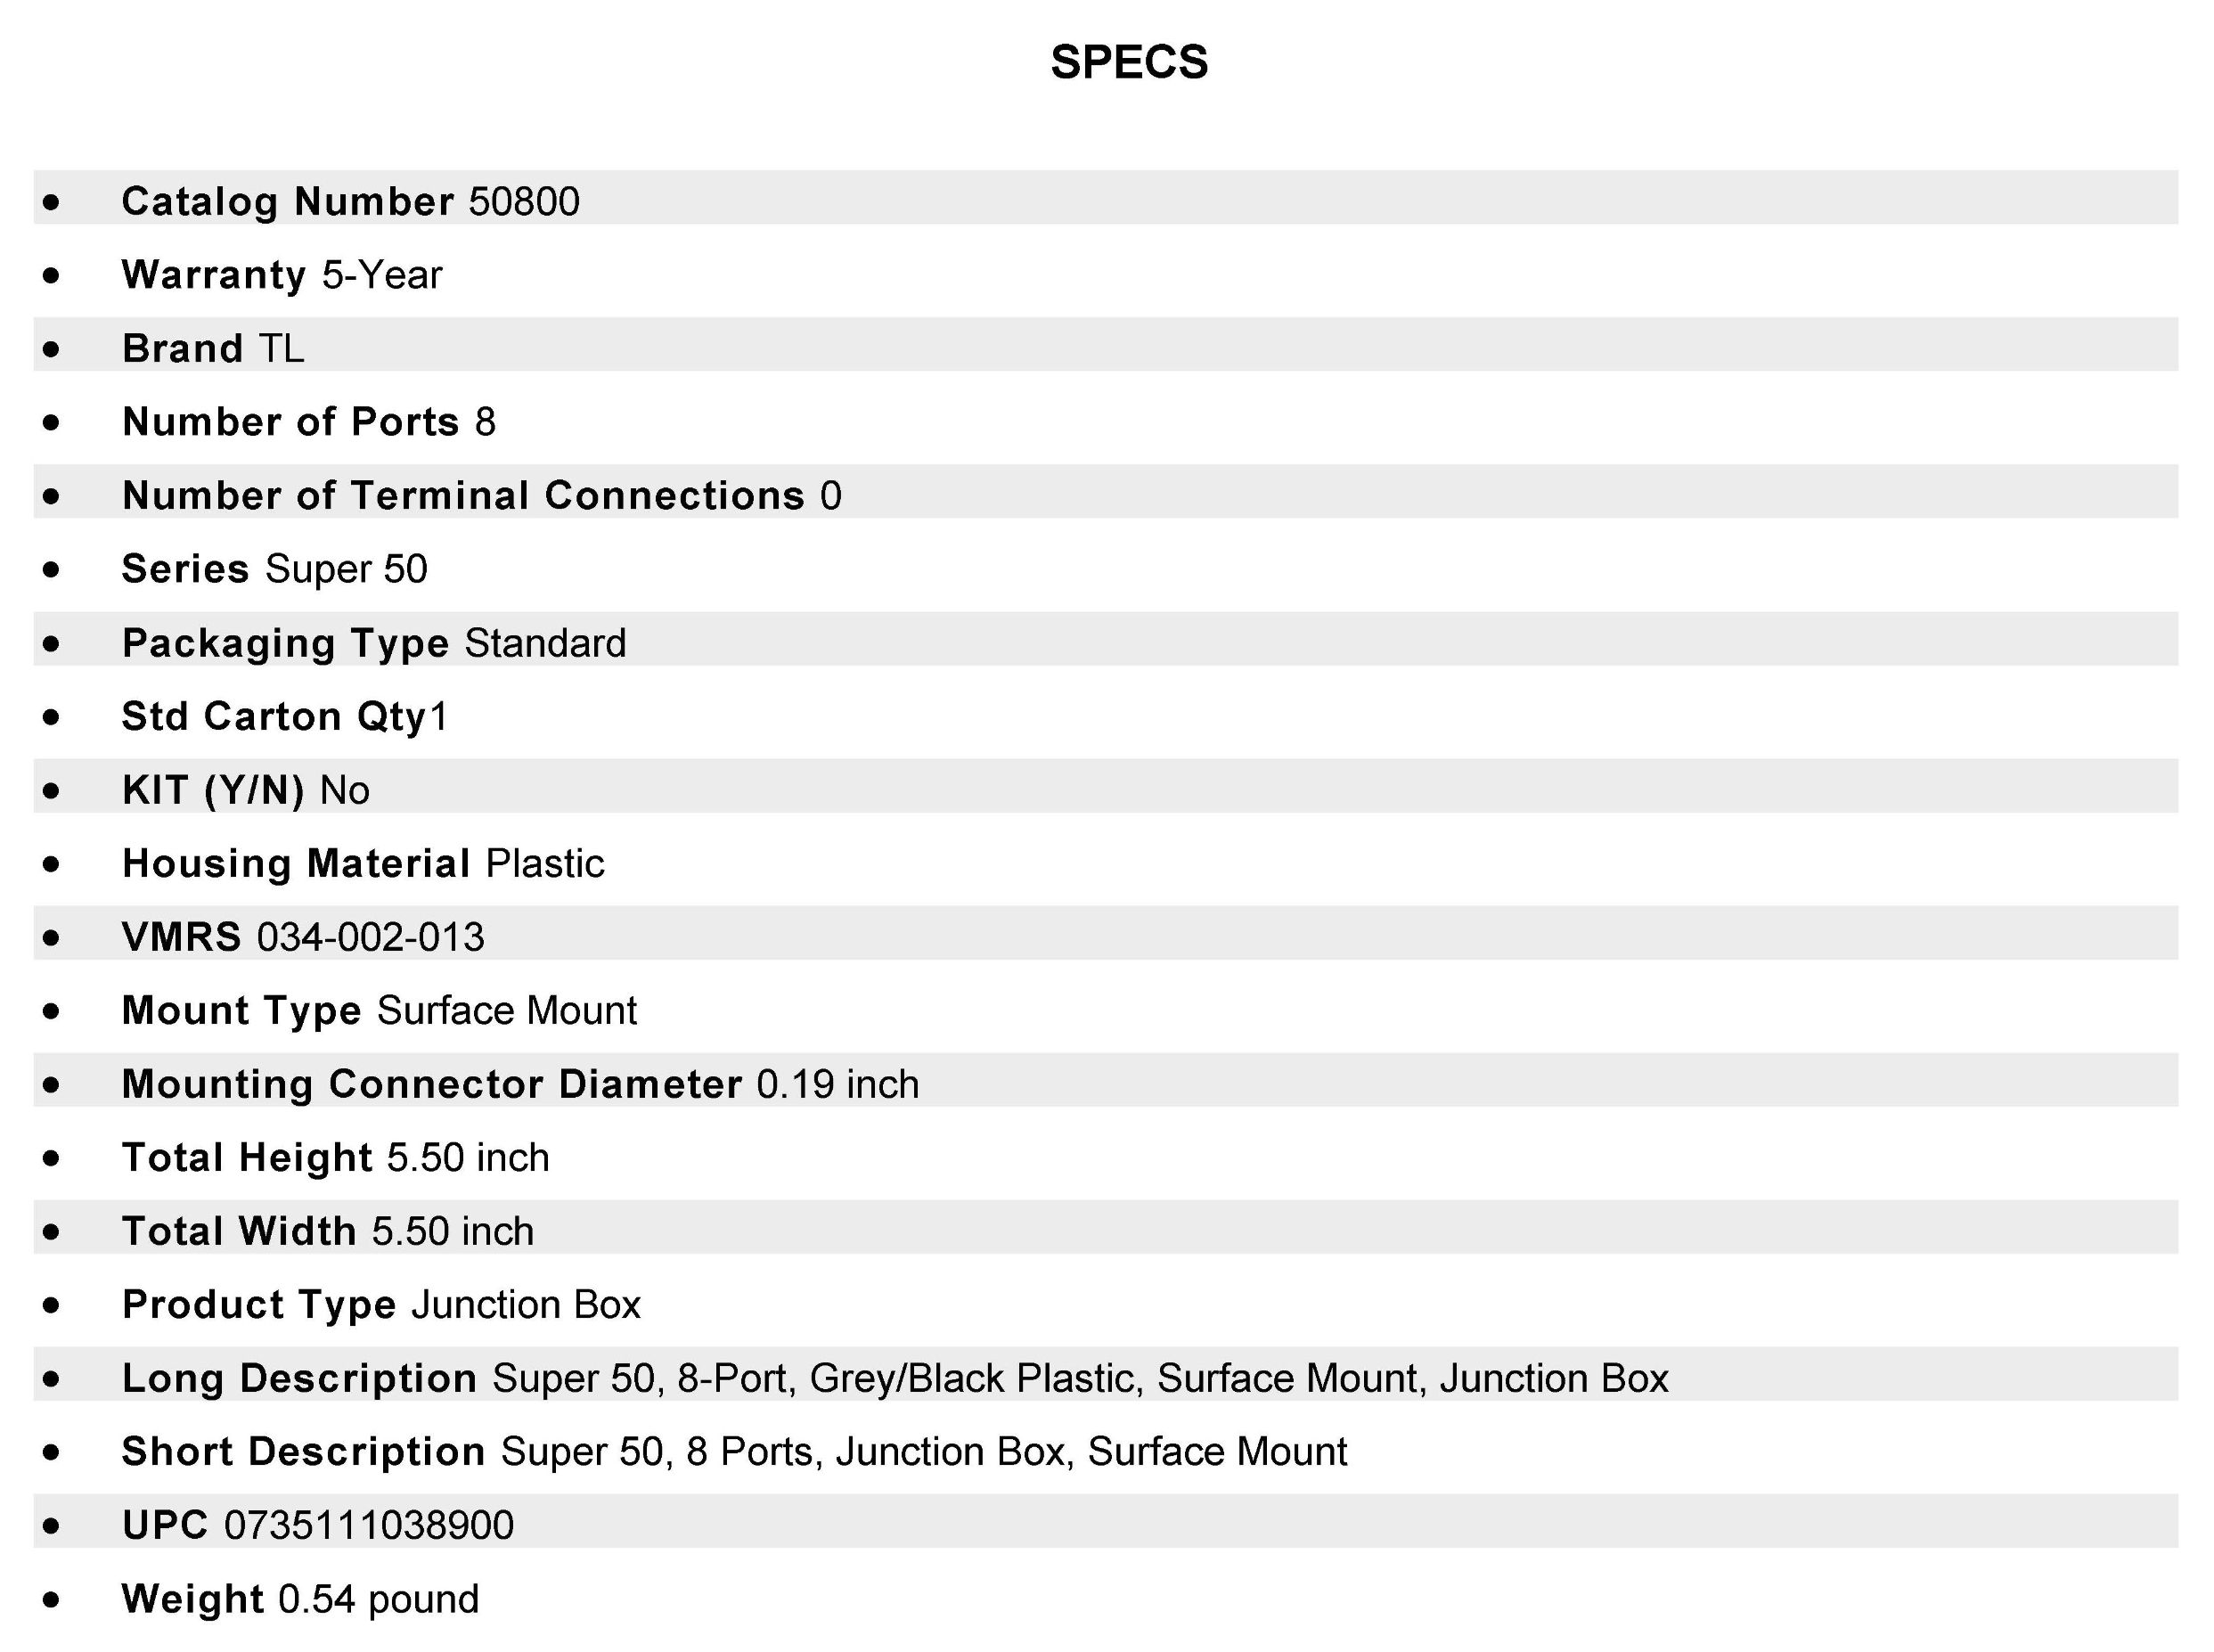 SPECS
• Catalog Number 50800
• Warranty 5-Year
• Brand TL
• Number of Ports 8
• Number of Terminal Connections 0
• Series Super 50
• Packaging Type Standard
• Std Carton Qty1
• KIT (Y/N) No
• Housing Material Plastic
• VMRS 034-002-013
• Mount Type Surface Mount
• Mounting Connector Diameter 0.19 inch
• Total Height 5.50 inch
• Total Width 5.50 inch
• Product Type Junction Box
• Long Description Super 50, 8-Port, Grey/Black Plastic, Surface Mount, Junction Box
• Short Description Super 50, 8 Ports, Junction Box, Surface Mount
• UPC 0735111038900
• Weight 0.54 pound